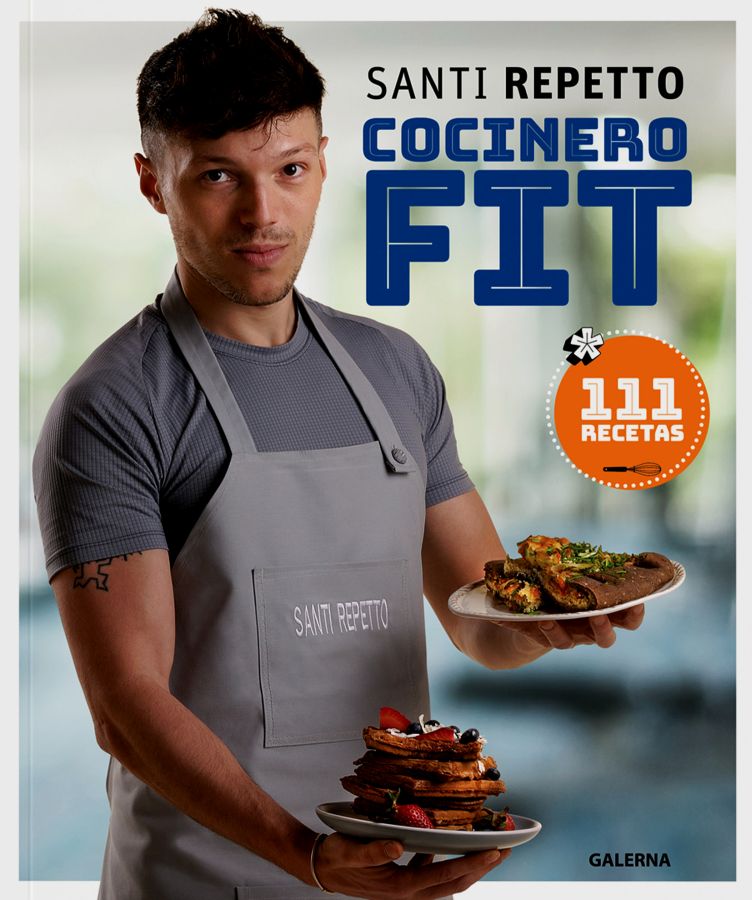 SANTI REPETTO
COCINERO
FIT
111
RECETAS
SANTI REPETTO
GALERNA